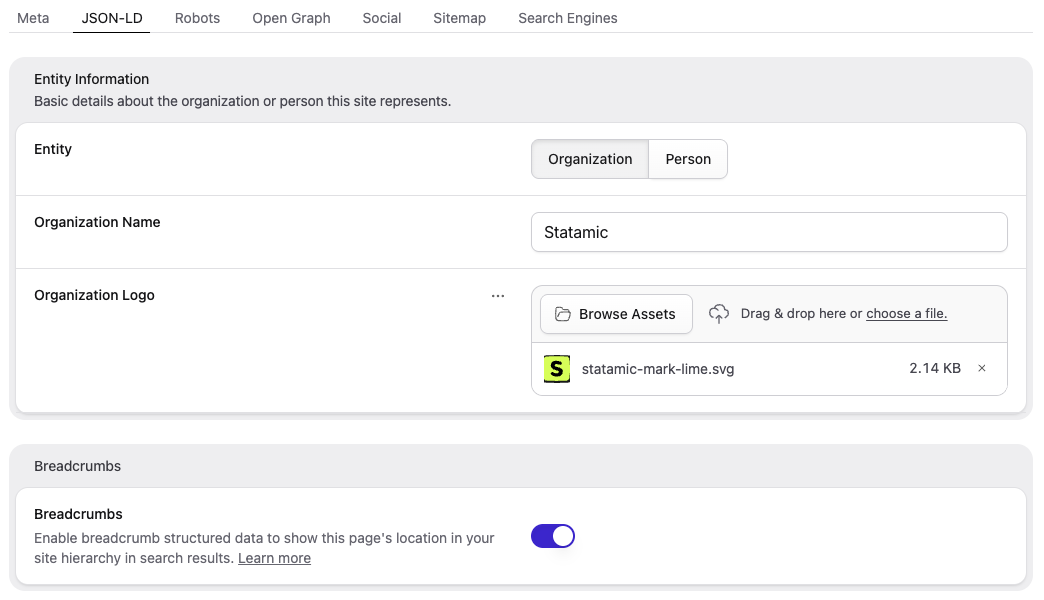 Meta JSON-LD Robots Open Graph Social Sitemap Search Engines
Entity Information
Basic details about the organization or person this site represents.
Entity
Organization Person
Organization Name
Statamic
Organization Logo
Browse Assets Drag & drop here or choose a file.
S statamic-mark-lime.svg 2.14 KB ×
Breadcrumbs
Breadcrumbs
Enable breadcrumb structured data to show this page's location in your
site hierarchy in search results. Learn more